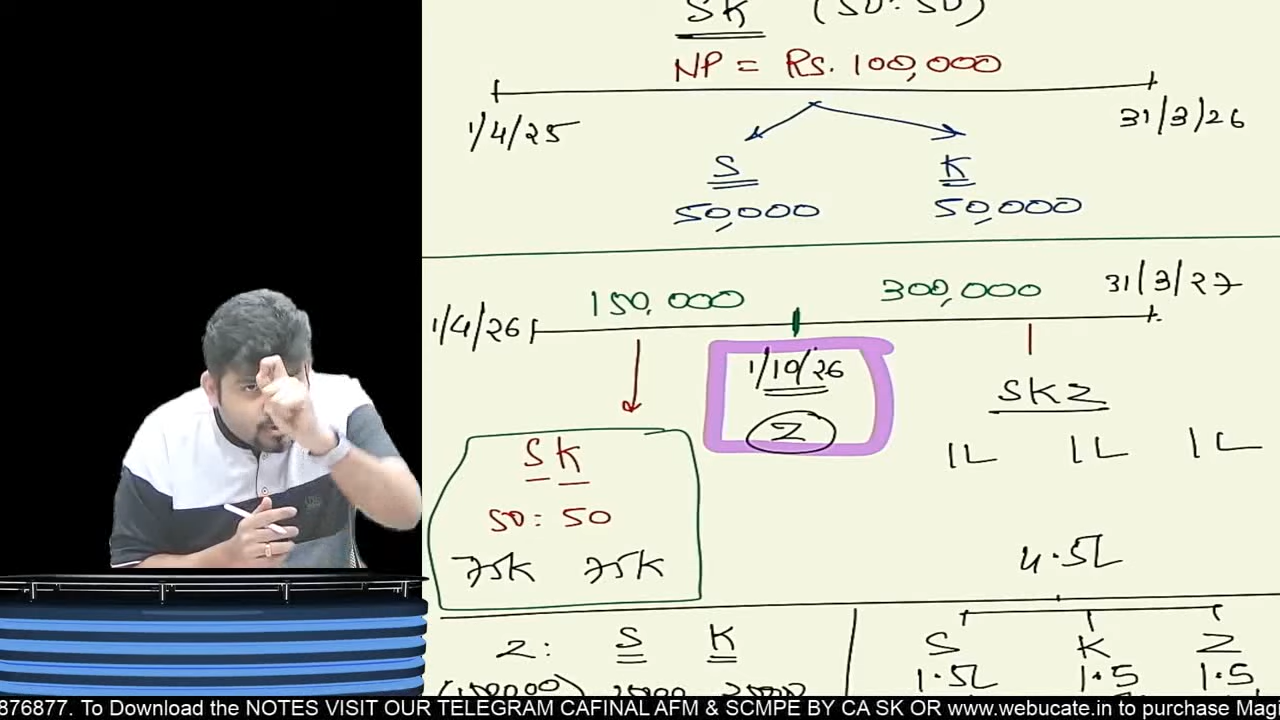 SK (50:50)
NP = Rs. 100,000
1/4/25
31/3/26
S K
50,000 50,000
150,000 300,000 31/3/27
1/4/26
1/10/26
Z
SKZ
1L 1L 1L
SK
50:50
75K 75K
4.5L
Z: S K
S K Z
(150000) 25000 25000
1.5L 1.5 1.5
876877. To Download the NOTES VISIT OUR TELEGRAM CAFINAL AFM & SCMPE BY CA SK OR www.webucate.in to purchase Mag